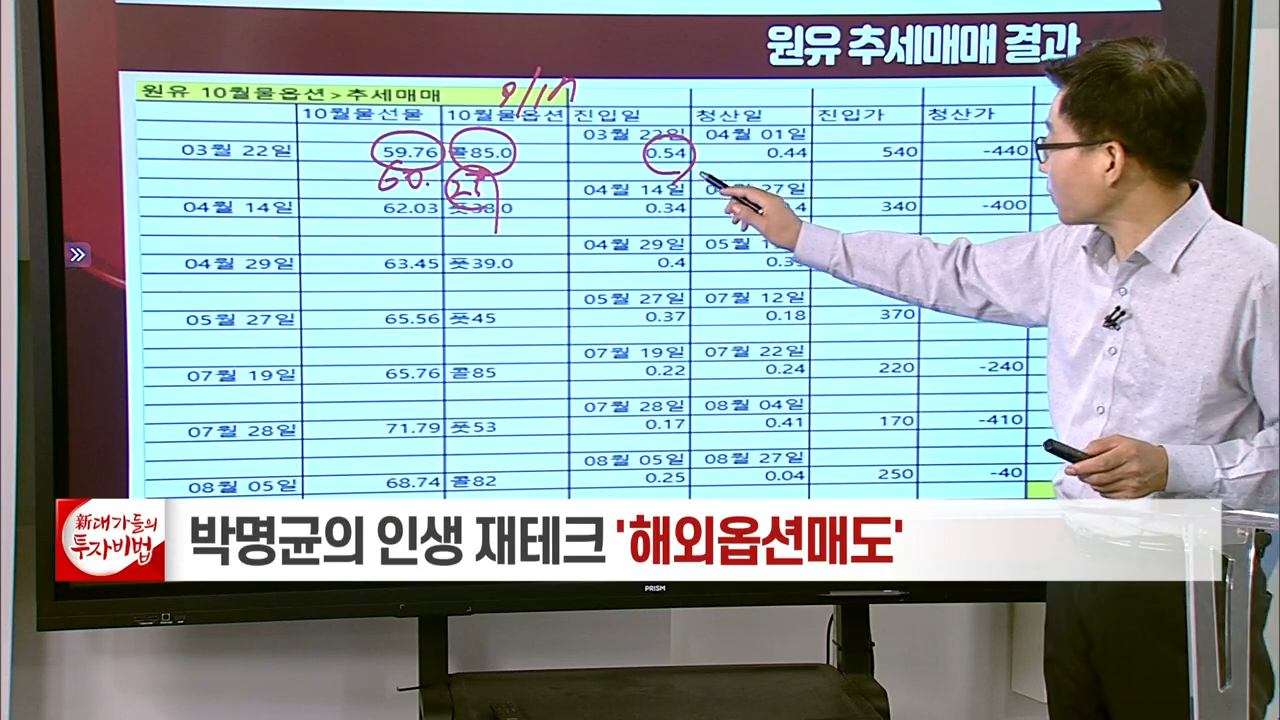 원유 추세매매 결과
원유 10월물옵션>추세매매
9/17
10월물선물 10월물옵션 진입일 청산일 진입가 청산가
03월 22일 04월 01일
03월 22일 59.76 콜85.0 0.54 0.44 540 -440
60.
04월 14일
04월 14일 62.03 풋38.0 0.34 340 -400
04월 29일
04월 29일 63.45 풋39.0 0.4
05월 27일 07월 12일
05월 27일 65.56 풋45 0.37 0.18 370
07월 19일 07월 22일
07월 19일 65.76 콜85 0.22 0.24 220 -240
07월 28일 08월 04일
07월 28일 71.79 풋53 0.17 0.41 170 -410
08월 05일 08월 27일
08월 05일 68.74 콜82 0.25 0.04 250 -40
新대가들의
투자비법
박명균의 인생 재테크 '해외옵션매도'
PRISM